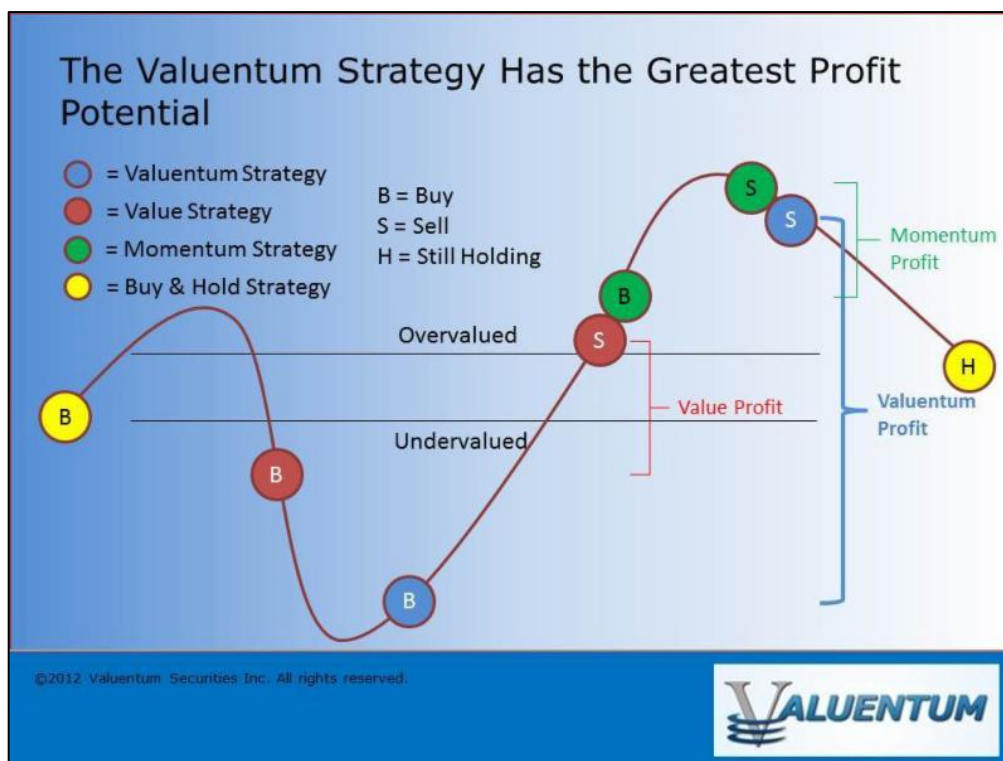 The Valuentum Strategy Has the Greatest Profit
Potential
= Valuentum Strategy
= Value Strategy
= Momentum Strategy
= Buy & Hold Strategy
B = Buy
S = Sell
H = Still Holding
S
S
Momentum
Profit
B
Overvalued
S
H
B
Value Profit
Valuentum
Profit
Undervalued
B
B
©2012 Valuentum Securities Inc. All rights reserved.
VALUENTUM